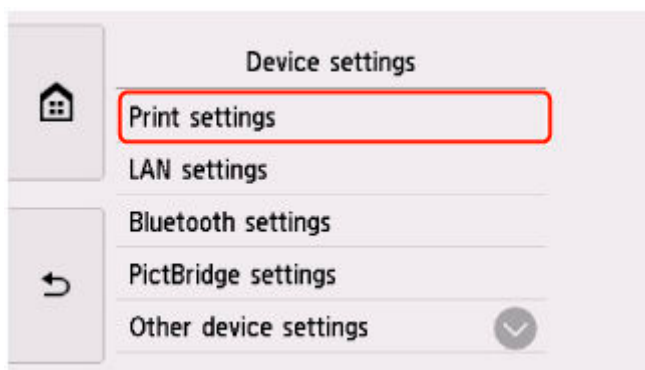 Device settings
Print settings
LAN settings
Bluetooth settings
PictBridge settings
Other device settings